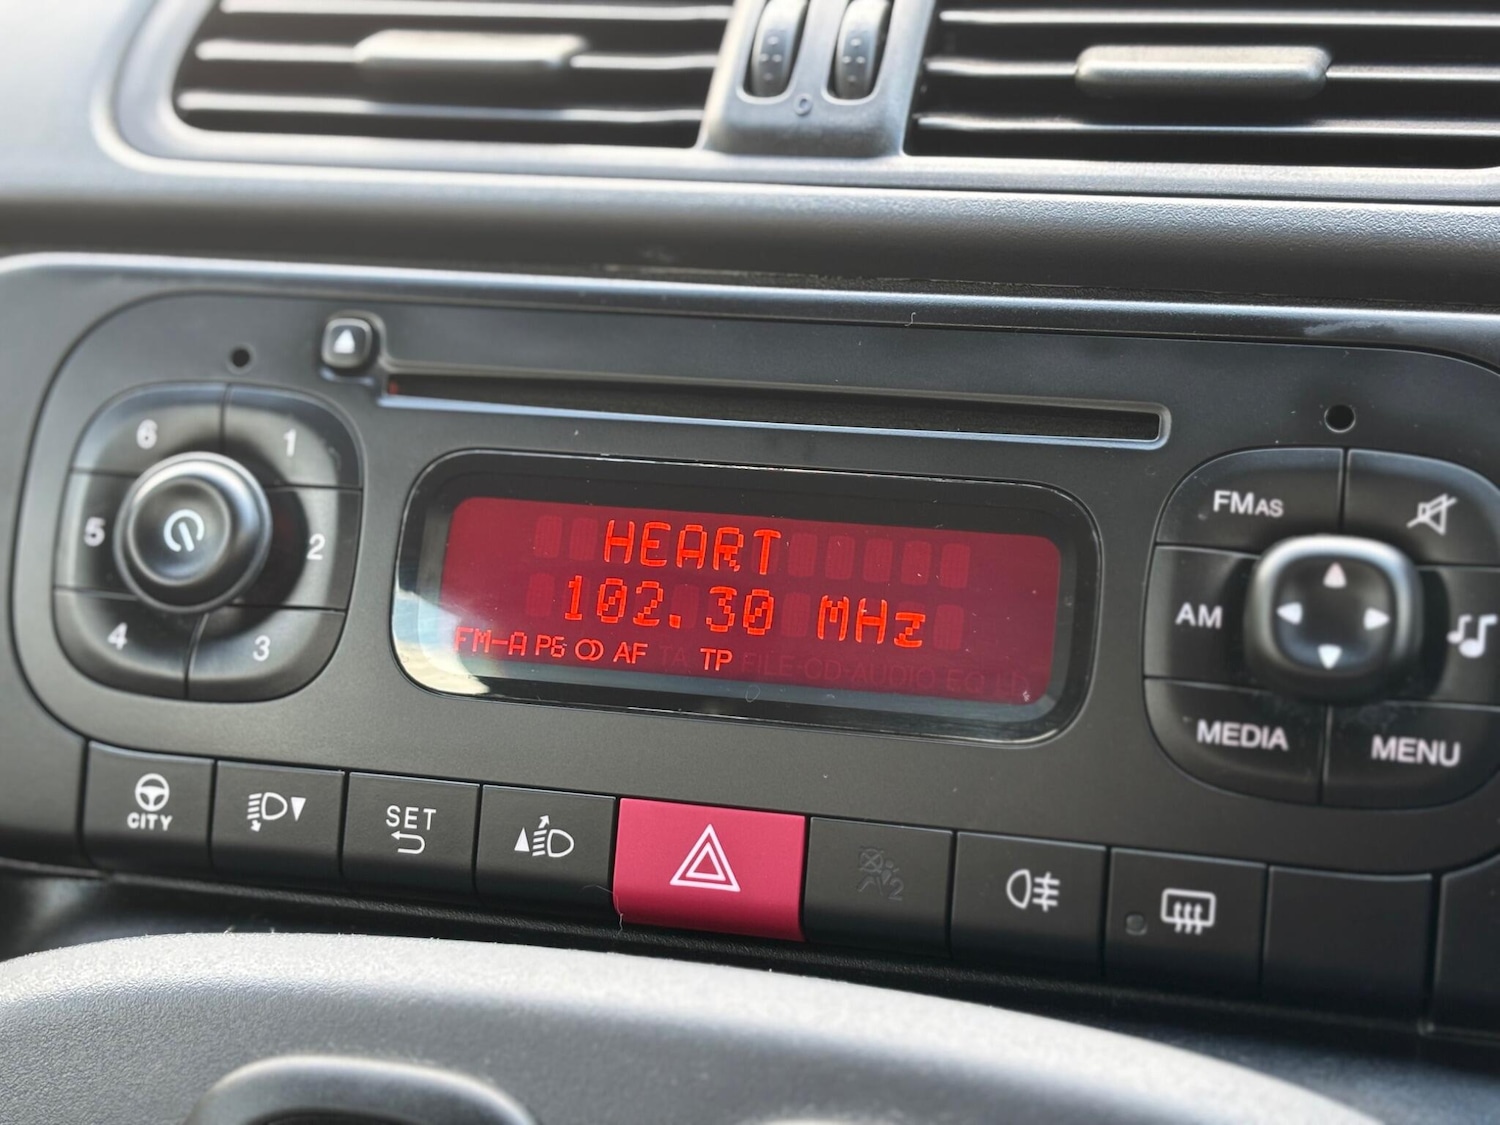 6 1
5 2
4 3
HEART
102.30 MHz
FM-A P6 AF TP
TA FILE-CD-AUDIO EQ LD
FMAS
AM
MEDIA MENU
CITY
SET
2